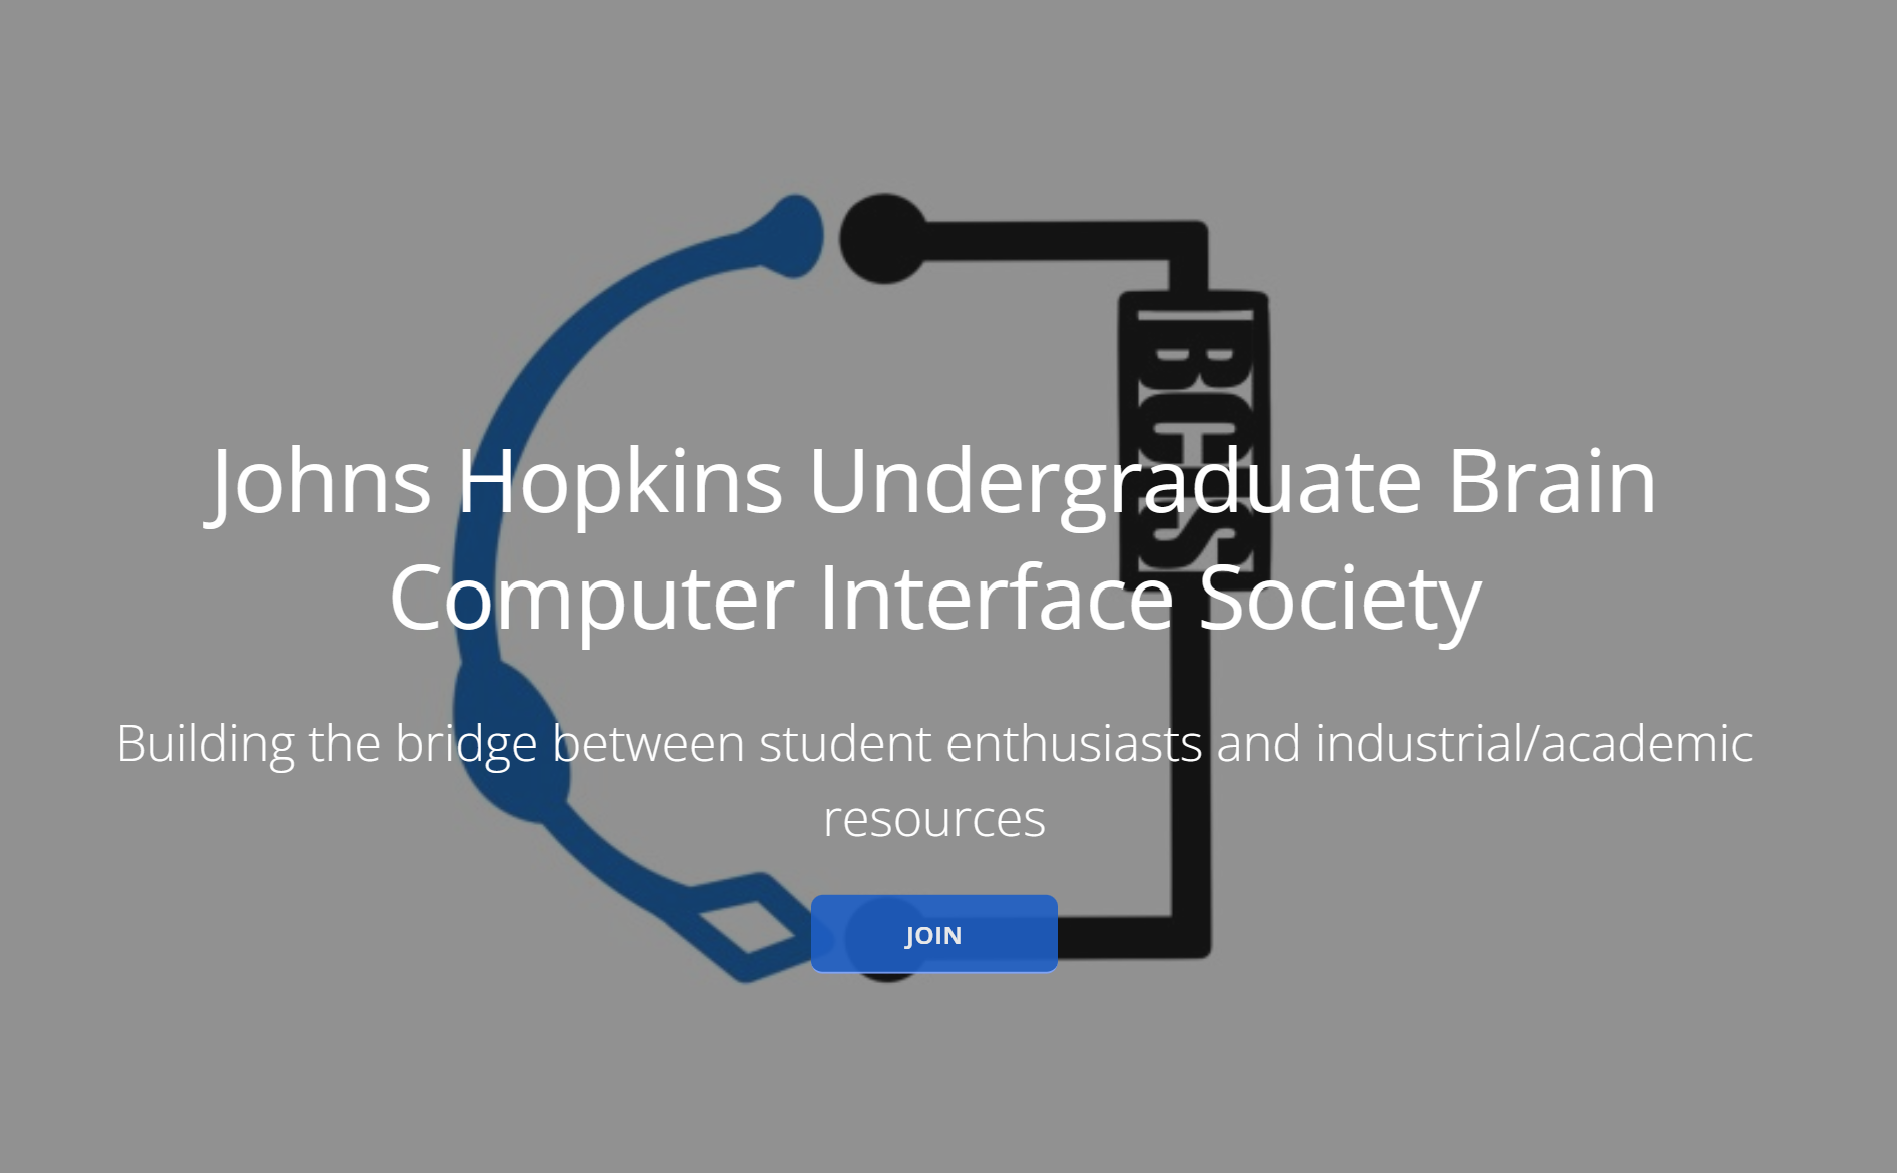 BCIS
Johns Hopkins Undergraduate Brain
Computer Interface Society
Building the bridge between student enthusiasts and industrial/academic
resources
JOIN